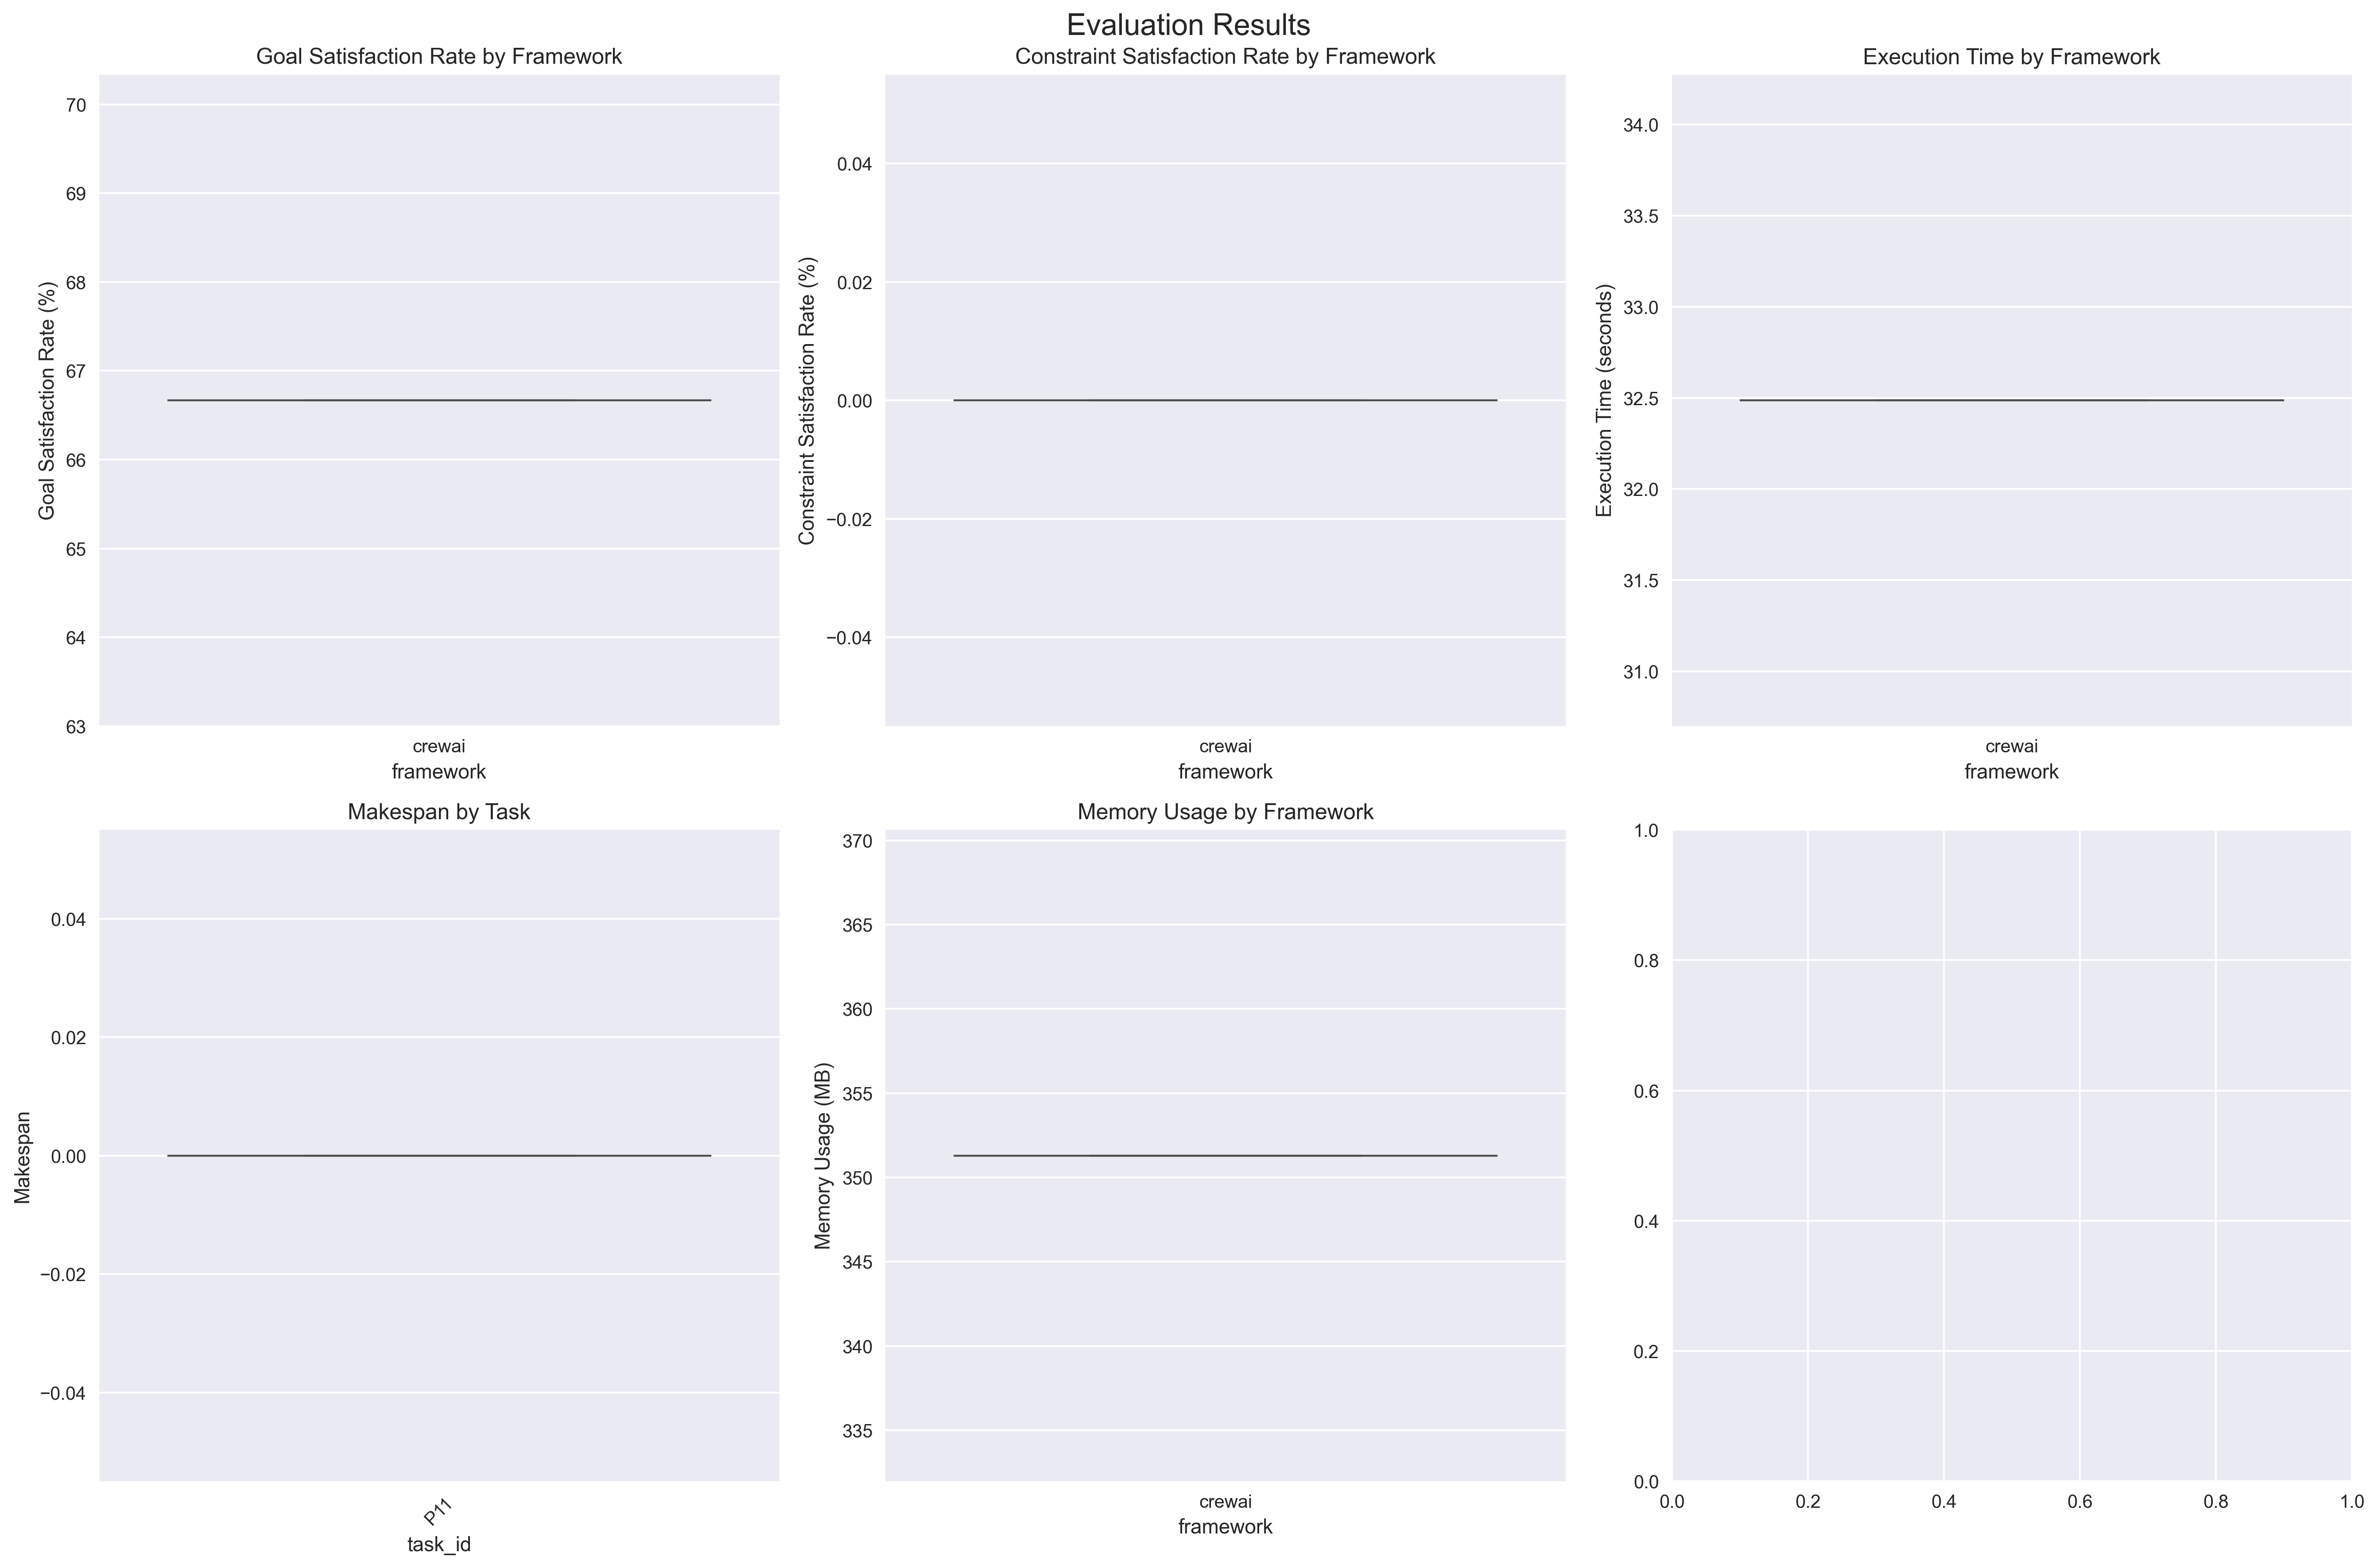 Evaluation Results
Goal Satisfaction Rate by Framework
Goal Satisfaction Rate (%)
70
69
68
67
66
65
64
63
crewai
framework
Constraint Satisfaction Rate by Framework
Constraint Satisfaction Rate (%)
0.04
0.02
0.00
−0.02
−0.04
crewai
framework
Execution Time by Framework
Execution Time (seconds)
34.0
33.5
33.0
32.5
32.0
31.5
31.0
crewai
framework
Makespan by Task
Makespan
0.04
0.02
0.00
−0.02
−0.04
P11
task_id
Memory Usage by Framework
Memory Usage (MB)
370
365
360
355
350
345
340
335
crewai
framework
1.0
0.8
0.6
0.4
0.2
0.0
0.0 0.2 0.4 0.6 0.8 1.0